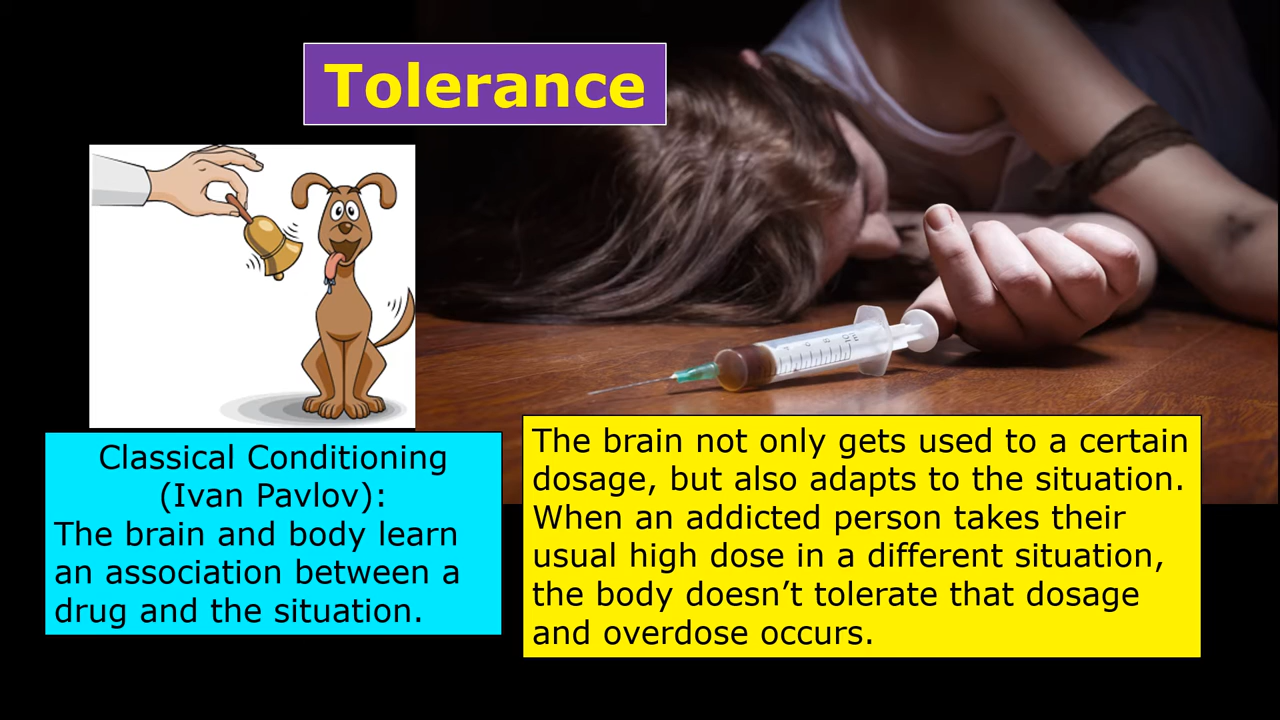 Tolerance
Classical Conditioning
(Ivan Pavlov):
The brain and body learn
an association between a
drug and the situation.
The brain not only gets used to a certain
dosage, but also adapts to the situation.
When an addicted person takes their
usual high dose in a different situation,
the body doesn’t tolerate that dosage
and overdose occurs.